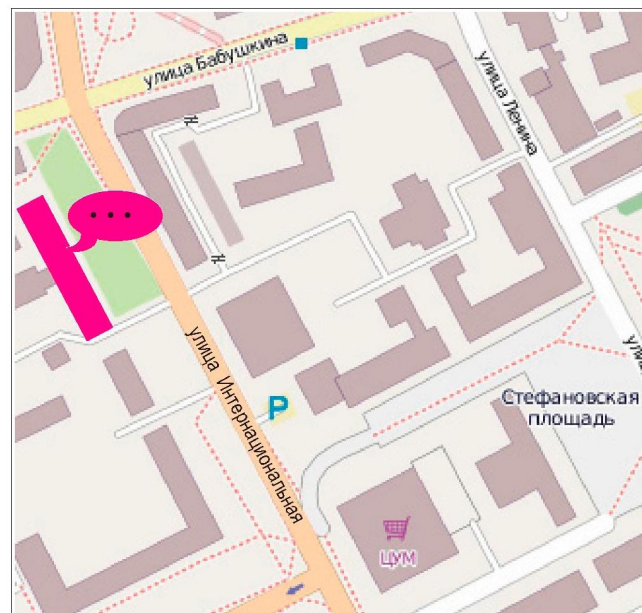 улица Бабушкина
улица Ленина
• • •
улица Интернациональная
P
Стефановская
площадь
ЦУМ